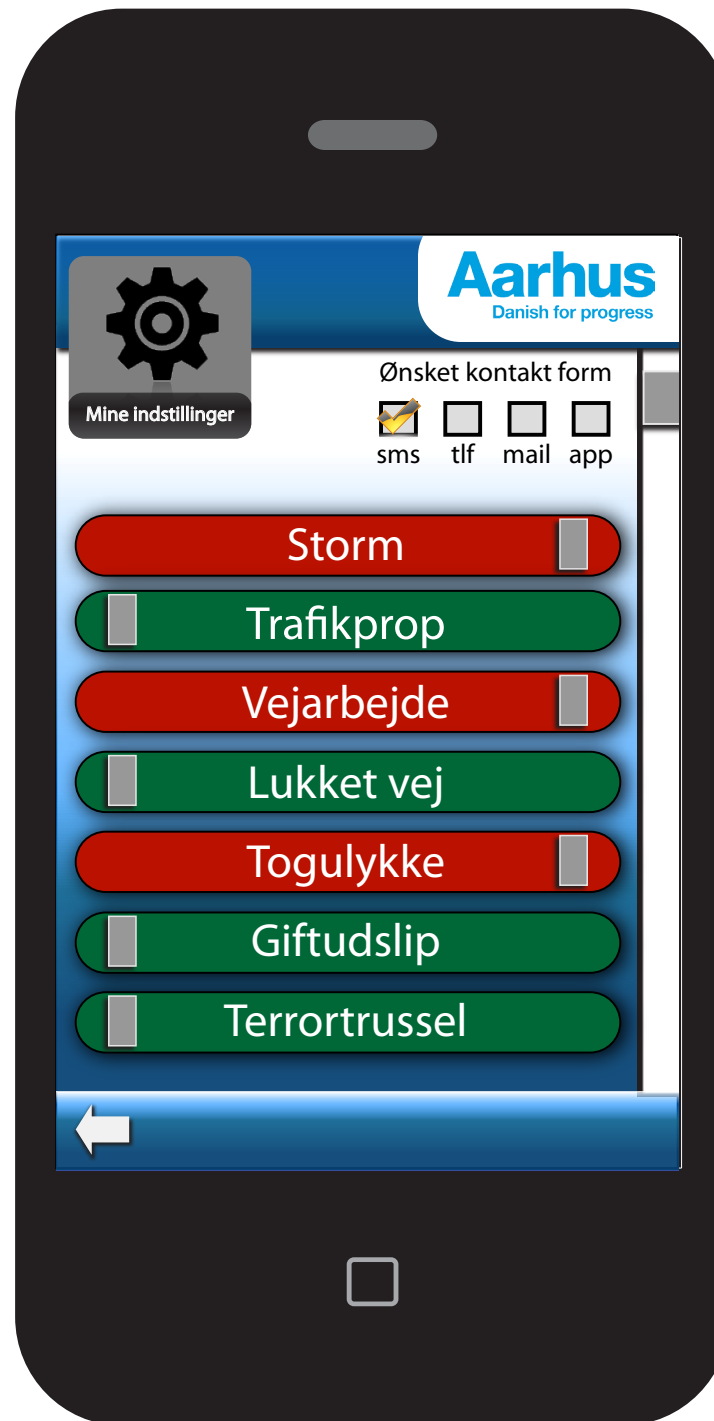 Aarhus
Danish for progress
Mine indstillinger
Ønsket kontakt form
sms tlf mail app
Storm
Trafikprop
Vejarbejde
Lukket vej
Togulykke
Giftudslip
Terrortrussel